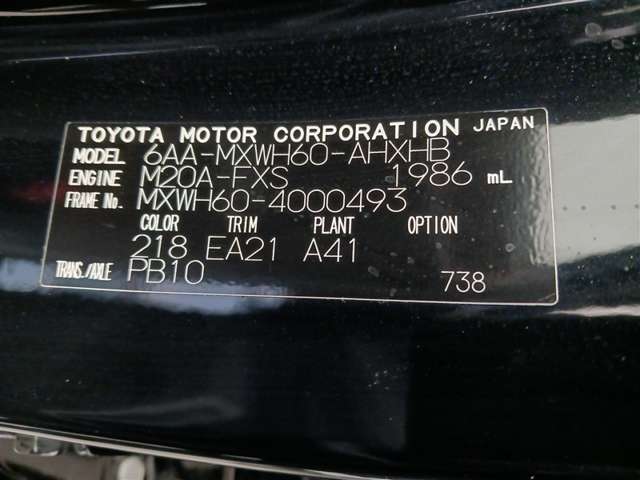 TOYOTA MOTOR CORPORATION JAPAN
MODEL 6AA-MXWH60-AHXHB
ENGINE M20A-FXS 1986 mL
FRAME No. MXWH60-4000493
COLOR TRIM PLANT OPTION
218 EA21 A41
TRANS./AXLE PB10 738